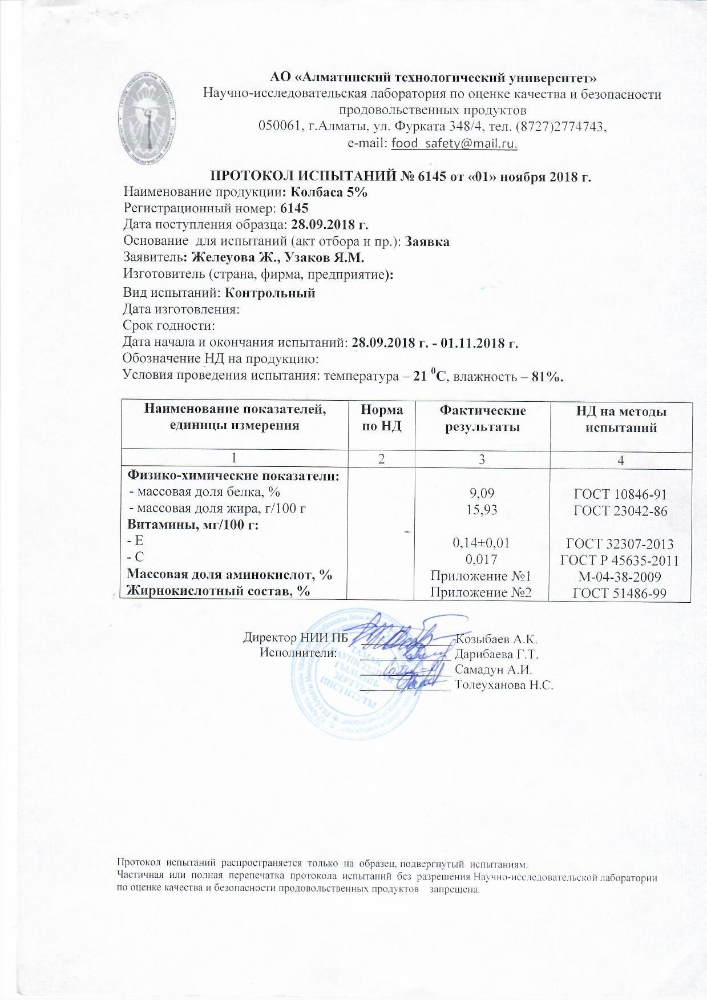 АО «Алматинский технологический университет»
Научно-исследовательская лаборатория по оценке качества и безопасности
продовольственных продуктов
050061, г.Алматы, ул. Фурката 348/4, тел. (8727)2774743,
e-mail: food_safety@mail.ru.
ПРОТОКОЛ ИСПЫТАНИЙ № 6145 от «01» ноября 2018 г.
Наименование продукции: Колбаса 5%
Регистрационный номер: 6145
Дата поступления образца: 28.09.2018 г.
Основание для испытаний (акт отбора и пр.): Заявка
Заявитель: Желеуова Ж., Узаков Я.М.
Изготовитель (страна, фирма, предприятие):
Вид испытаний: Контрольный
Дата изготовления:
Срок годности:
Дата начала и окончания испытаний: 28.09.2018 г. - 01.11.2018 г.
Обозначение НД на продукцию:
Условия проведения испытания: температура – 21 ⁰С, влажность – 81%.
Наименование показателей, Норма Фактические НД на методы
единицы измерения по НД результаты испытаний
1 2 3 4
Физико-химические показатели:
- массовая доля белка, % 9,09 ГОСТ 10846-91
- массовая доля жира, г/100 г 15,93 ГОСТ 23042-86
Витамины, мг/100 г:
- Е 0,14±0,01 ГОСТ 32307-2013
- С 0,017 ГОСТ Р 45635-2011
Массовая доля аминокислот, % Приложение №1 М-04-38-2009
Жирнокислотный состав, % Приложение №2 ГОСТ 51486-99
Директор НИИ ПБ Козыбаев А.К.
Исполнители: Дарибаева Г.Т.
Самадун А.И.
Толеуханова Н.С.
ТАМАҚ
ҒЫЛЫМИ-
ЗЕРТТЕУ
ИНСТИТУТЫ
Протокол испытаний распространяется только на образец, подвергнутый испытаниям.
Частичная или полная перепечатка протокола испытаний без разрешения Научно-исследовательской лаборатории
по оценке качества и безопасности продовольственных продуктов запрещена.